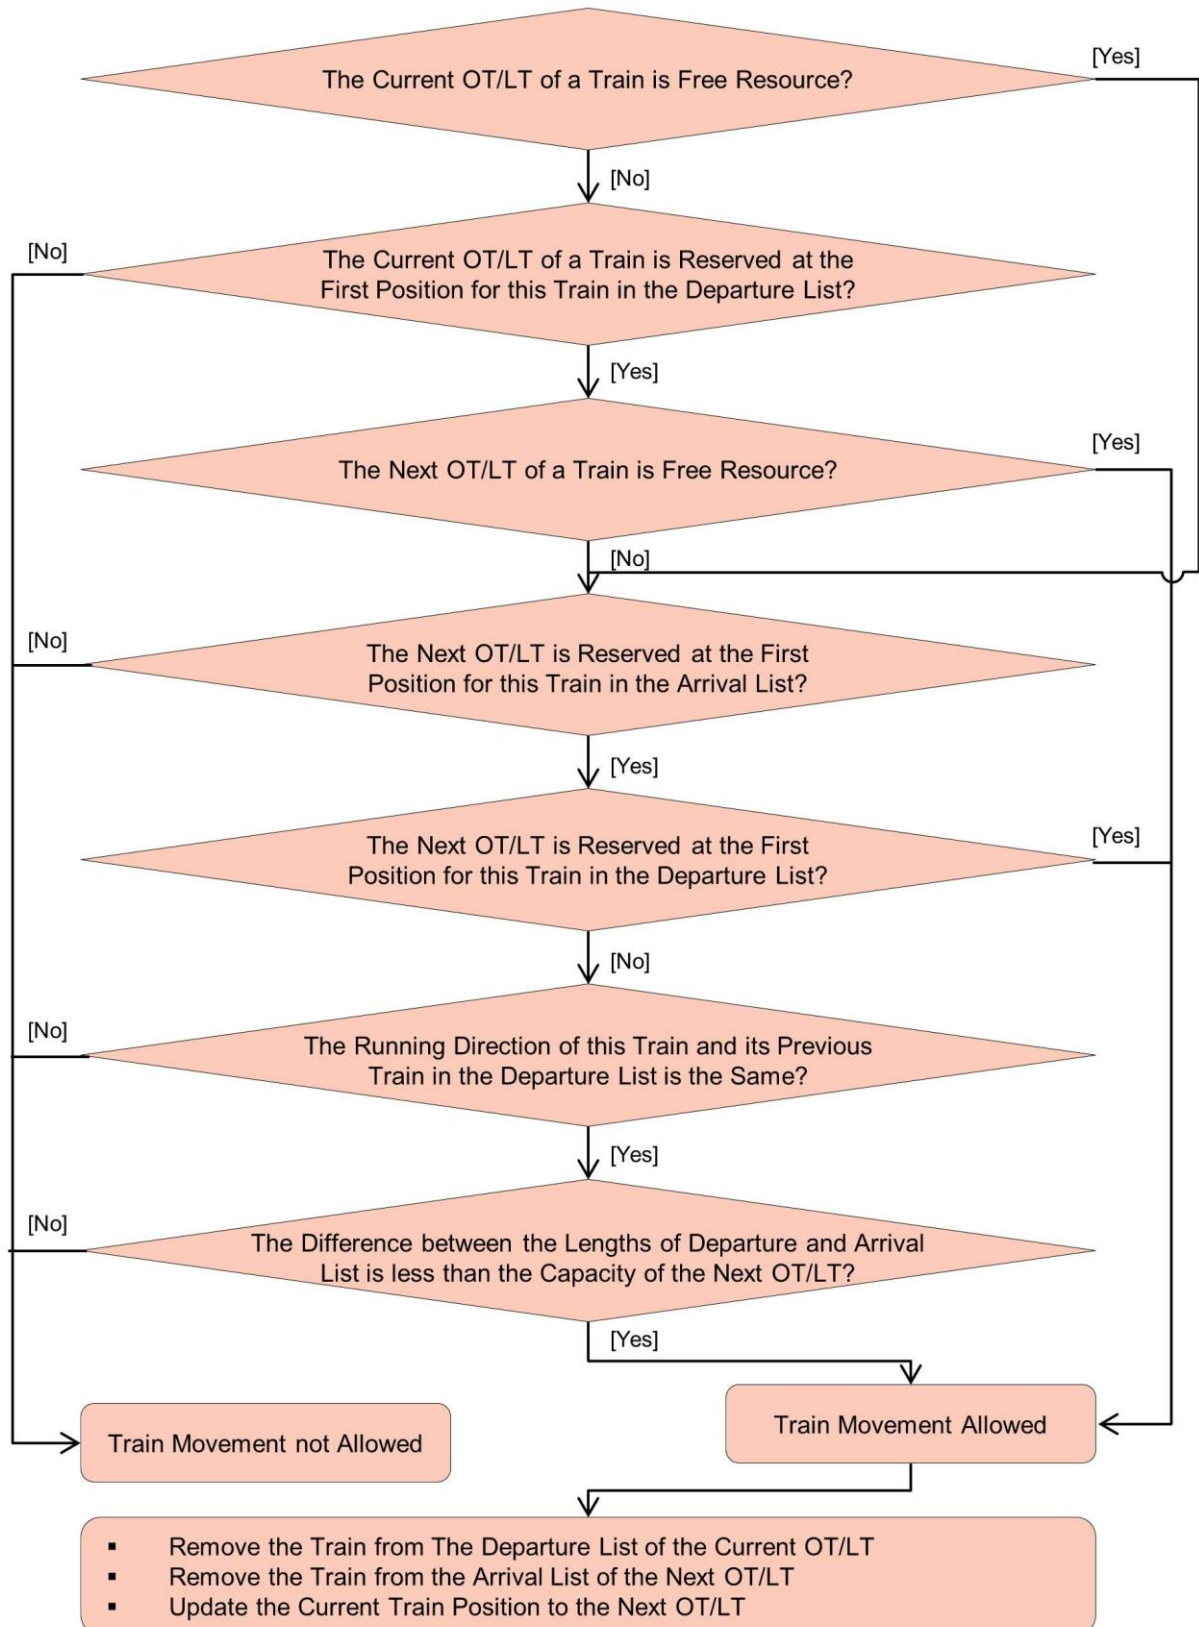 The Current OT/LT of a Train is Free Resource?
[Yes]
[No]
[No]
The Current OT/LT of a Train is Reserved at the
First Position for this Train in the Departure List?
[Yes]
The Next OT/LT of a Train is Free Resource?
[Yes]
[No]
[No]
The Next OT/LT is Reserved at the First
Position for this Train in the Arrival List?
[Yes]
The Next OT/LT is Reserved at the First
Position for this Train in the Departure List?
[Yes]
[No]
[No]
The Running Direction of this Train and its Previous
Train in the Departure List is the Same?
[Yes]
[No]
The Difference between the Lengths of Departure and Arrival
List is less than the Capacity of the Next OT/LT?
[Yes]
Train Movement not Allowed
Train Movement Allowed
▪ Remove the Train from The Departure List of the Current OT/LT
▪ Remove the Train from the Arrival List of the Next OT/LT
▪ Update the Current Train Position to the Next OT/LT